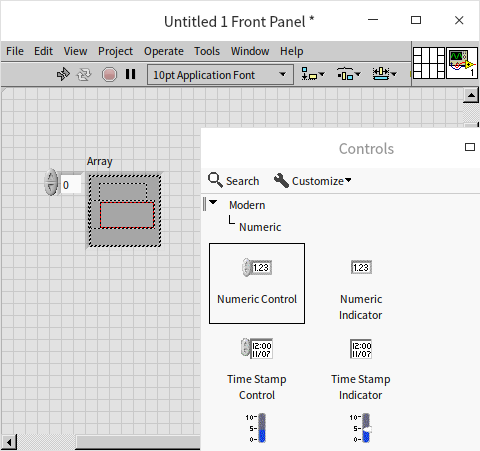 Untitled 1 Front Panel *
File Edit View Project Operate Tools
10pt Application Font
1
Array
0
Controls
Search Customize
Modern
Numeric
1.23 1.23
Numeric Control Numeric
Indicator
12:00 12:00
11/07 11/07
Time Stamp Time Stamp
Control Indicator
10- 10-
5- 5-
0- 0-